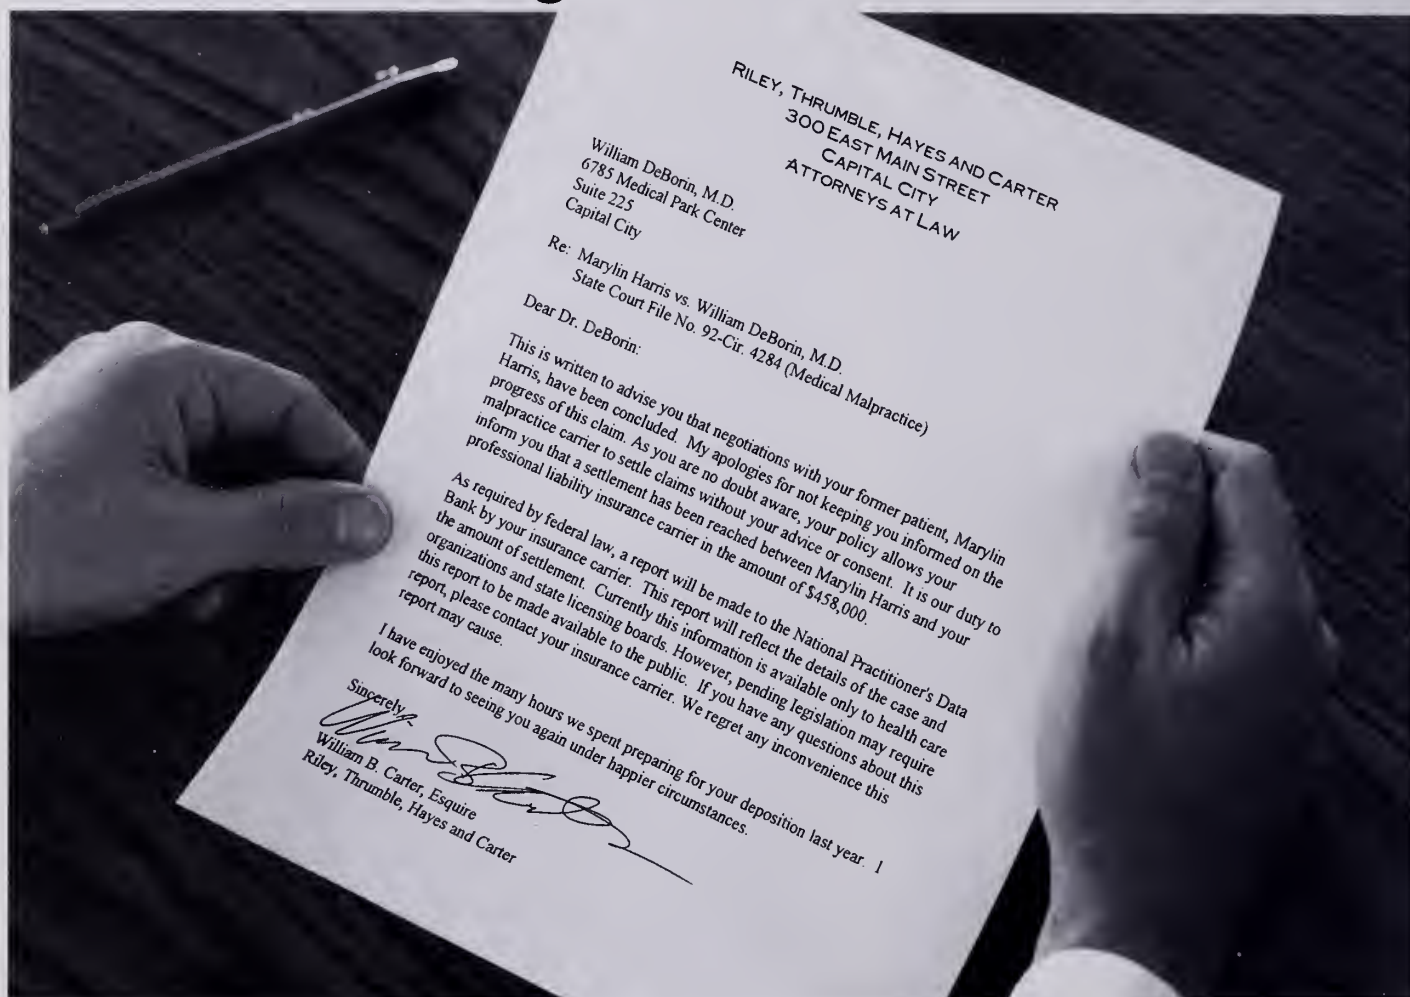 RILEY, THRUMBLE, HAYES AND CARTER
300 EAST MAIN STREET
CAPITAL CITY
ATTORNEYS AT LAW
William DeBorin, M.D.
6785 Medical Park Center
Suite 225
Capital City
Re: Marylin Harris vs. William DeBorin, M.D.
State Court File No. 92-Cir. 4284 (Medical Malpractice)
Dear Dr. DeBorin:
This is written to advise you that negotiations with your former patient, Marylin
Harris, have been concluded. My apologies for not keeping you informed on the
progress of this claim. As you are no doubt aware, your policy allows your
malpractice carrier to settle claims without your advice or consent. It is our duty to
inform you that a settlement has been reached between Marylin Harris and your
professional liability insurance carrier in the amount of $458,000.
As required by federal law, a report will be made to the National Practitioner's Data
Bank by your insurance carrier. This report will reflect the details of the case and
the amount of settlement. Currently this information is available only to health care
organizations and state licensing boards. However, pending legislation may require
this report to be made available to the public. If you have any questions about this
report, please contact your insurance carrier. We regret any inconvenience this
report may cause.
I have enjoyed the many hours we spent preparing for your deposition last year. I
look forward to seeing you again under happier circumstances.
Sincerely,
William B. Carter, Esquire
Riley, Thrumble, Hayes and Carter